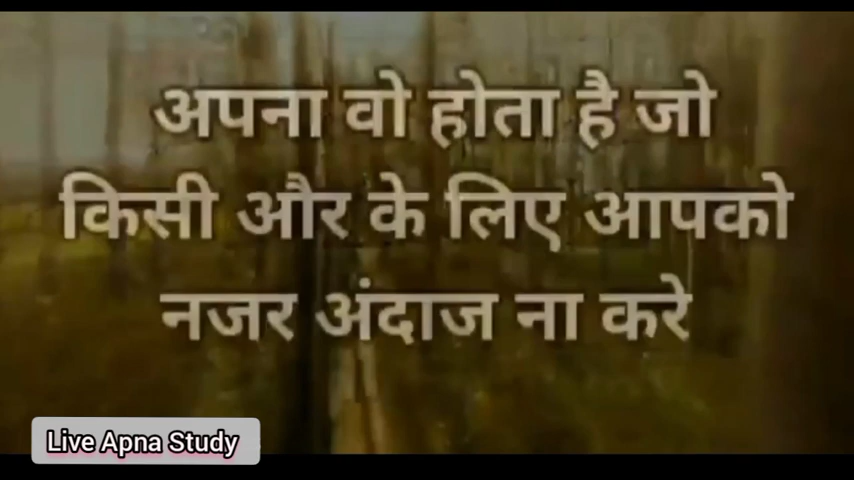 अपना वो होता है जो
किसी और के लिए आपको
नजर अंदाज ना करे
Live Apna Study